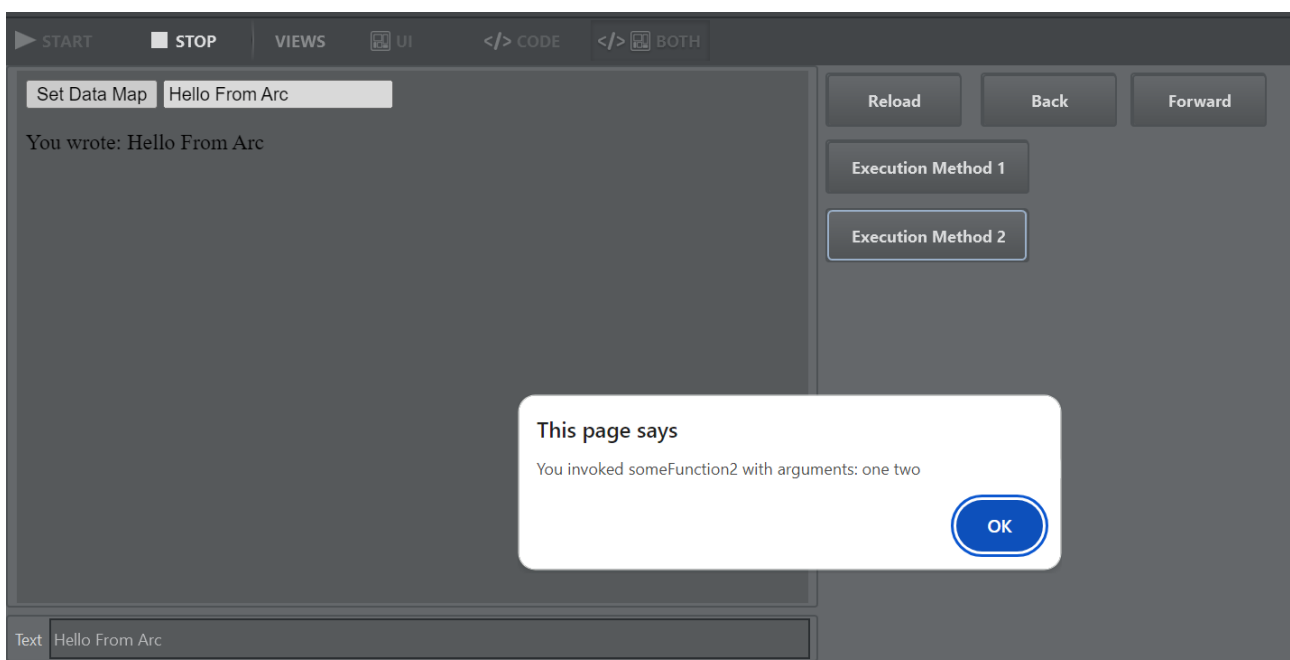 START STOP VIEWS UI </> CODE </> BOTH
Set Data Map Hello From Arc
You wrote: Hello From Arc
Reload Back Forward
Execution Method 1
Execution Method 2
This page says
You invoked someFunction2 with arguments: one two
OK
Text Hello From Arc